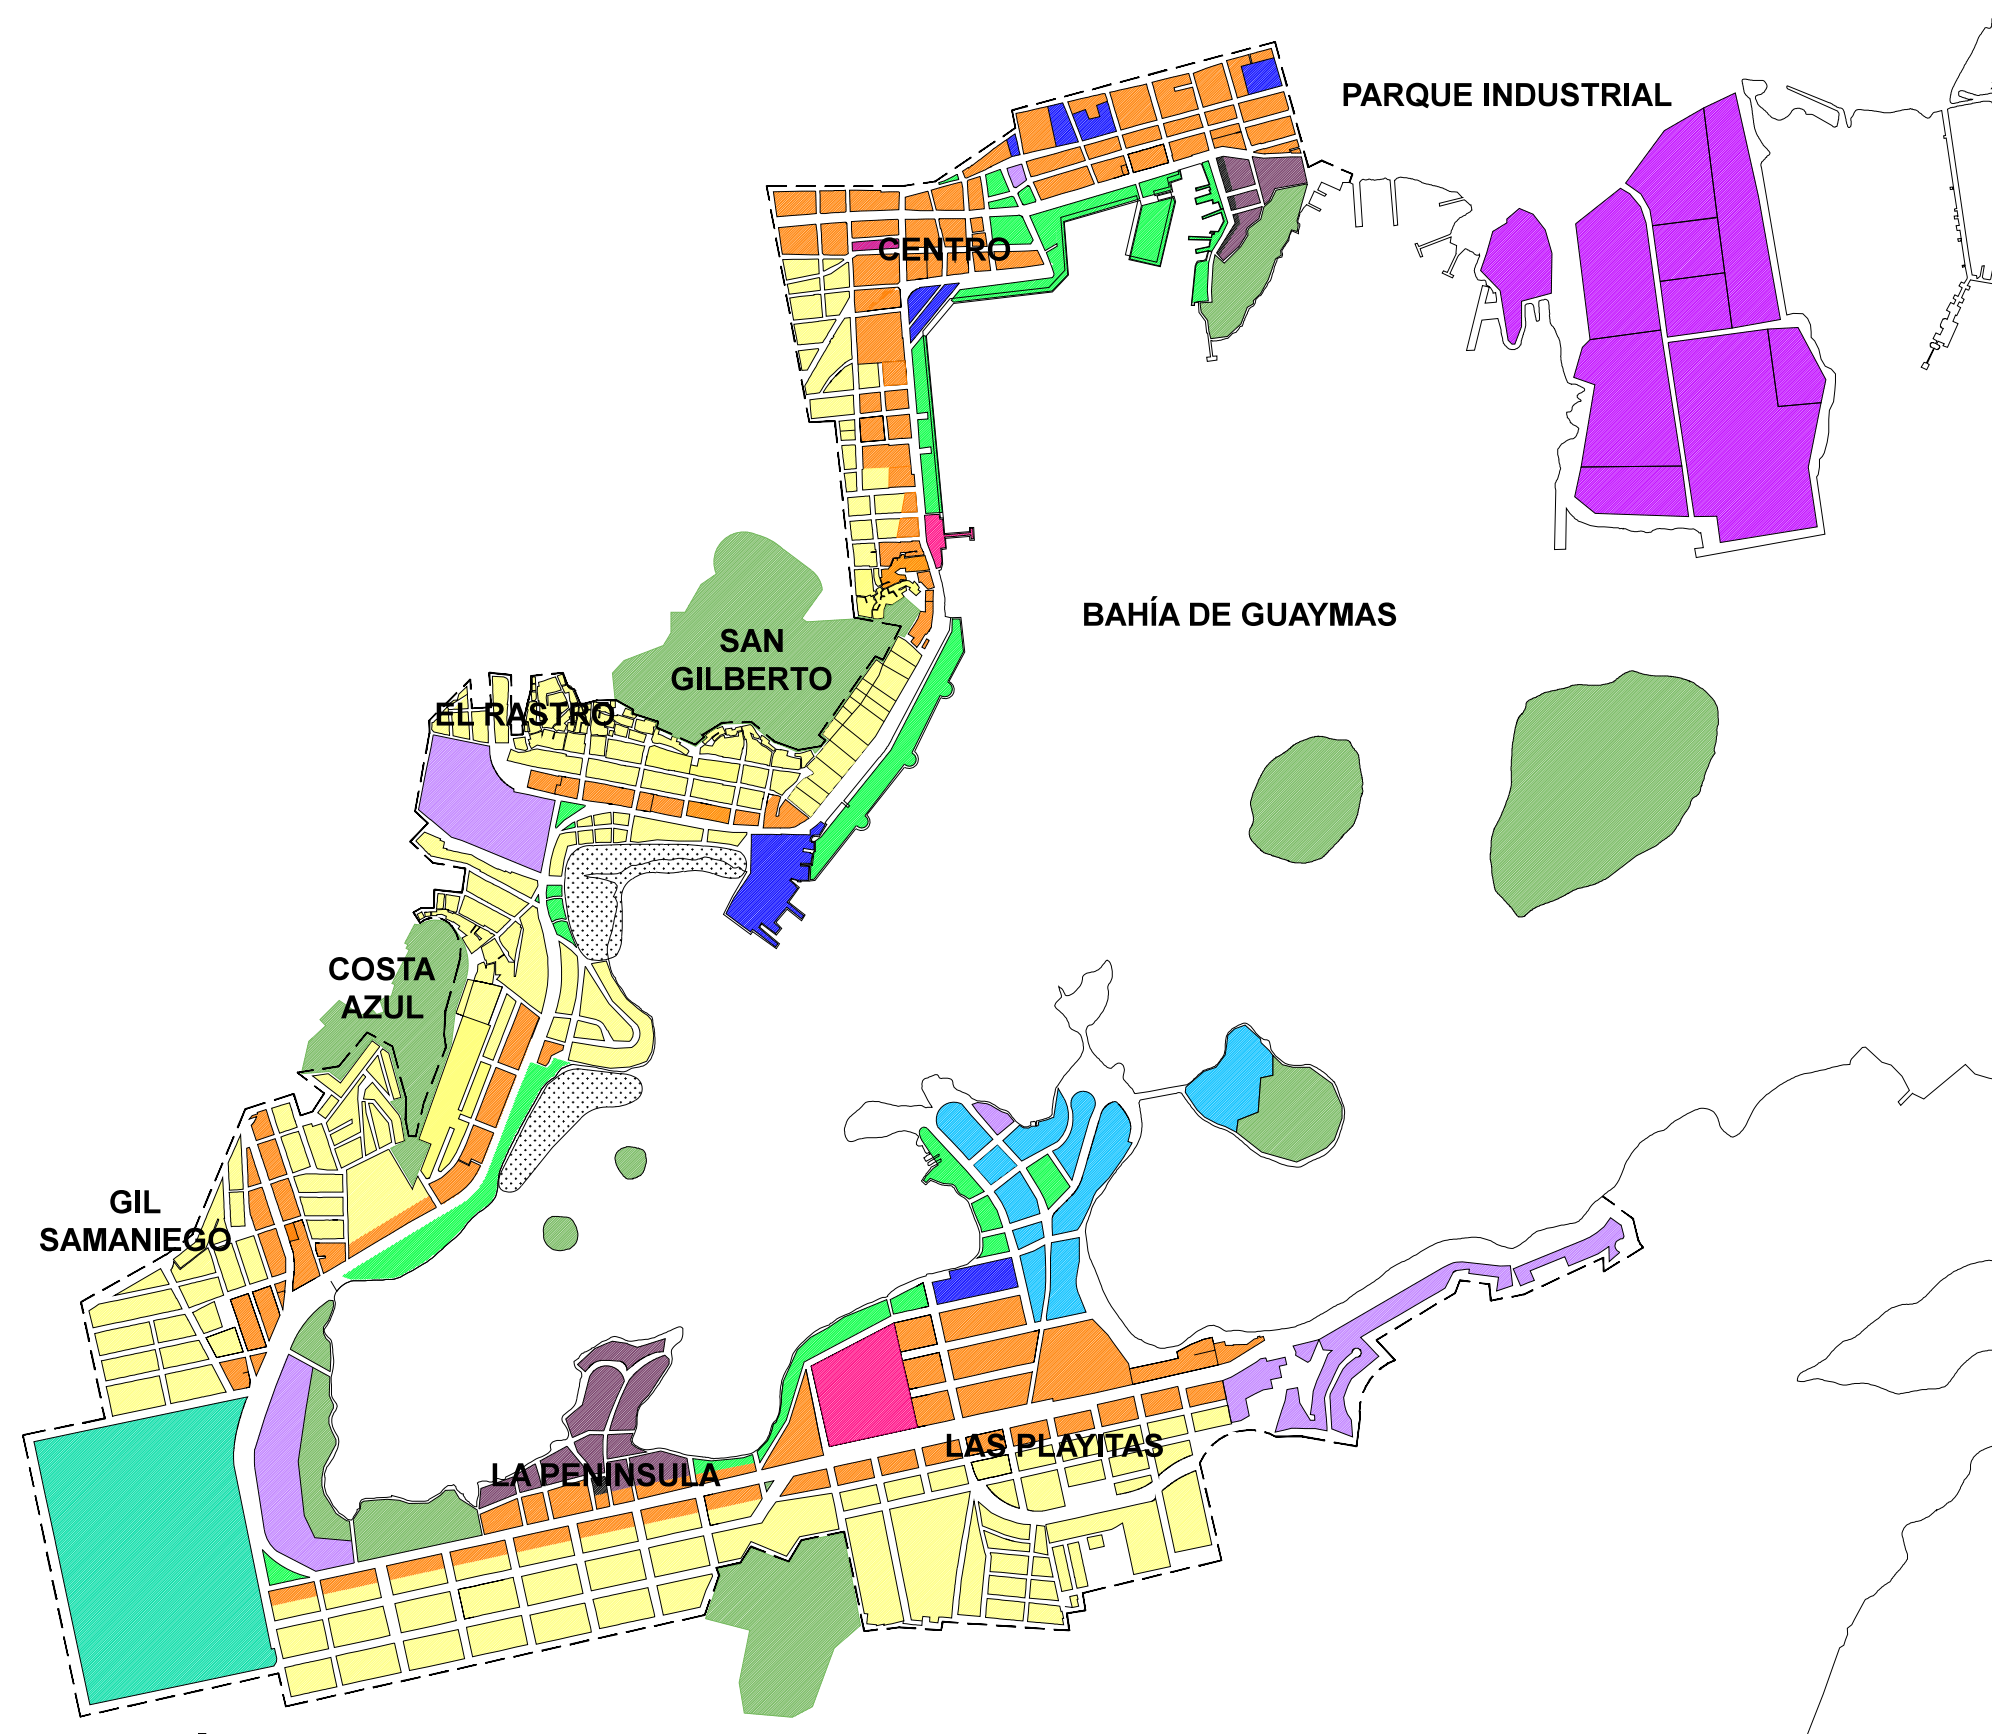 PARQUE INDUSTRIAL
CENTRO
BAHÍA DE GUAYMAS
SAN
GILBERTO
EL RASTRO
COSTA
AZUL
GIL
SAMANIEGO
LAS PLAYITAS
LA PENINSULA